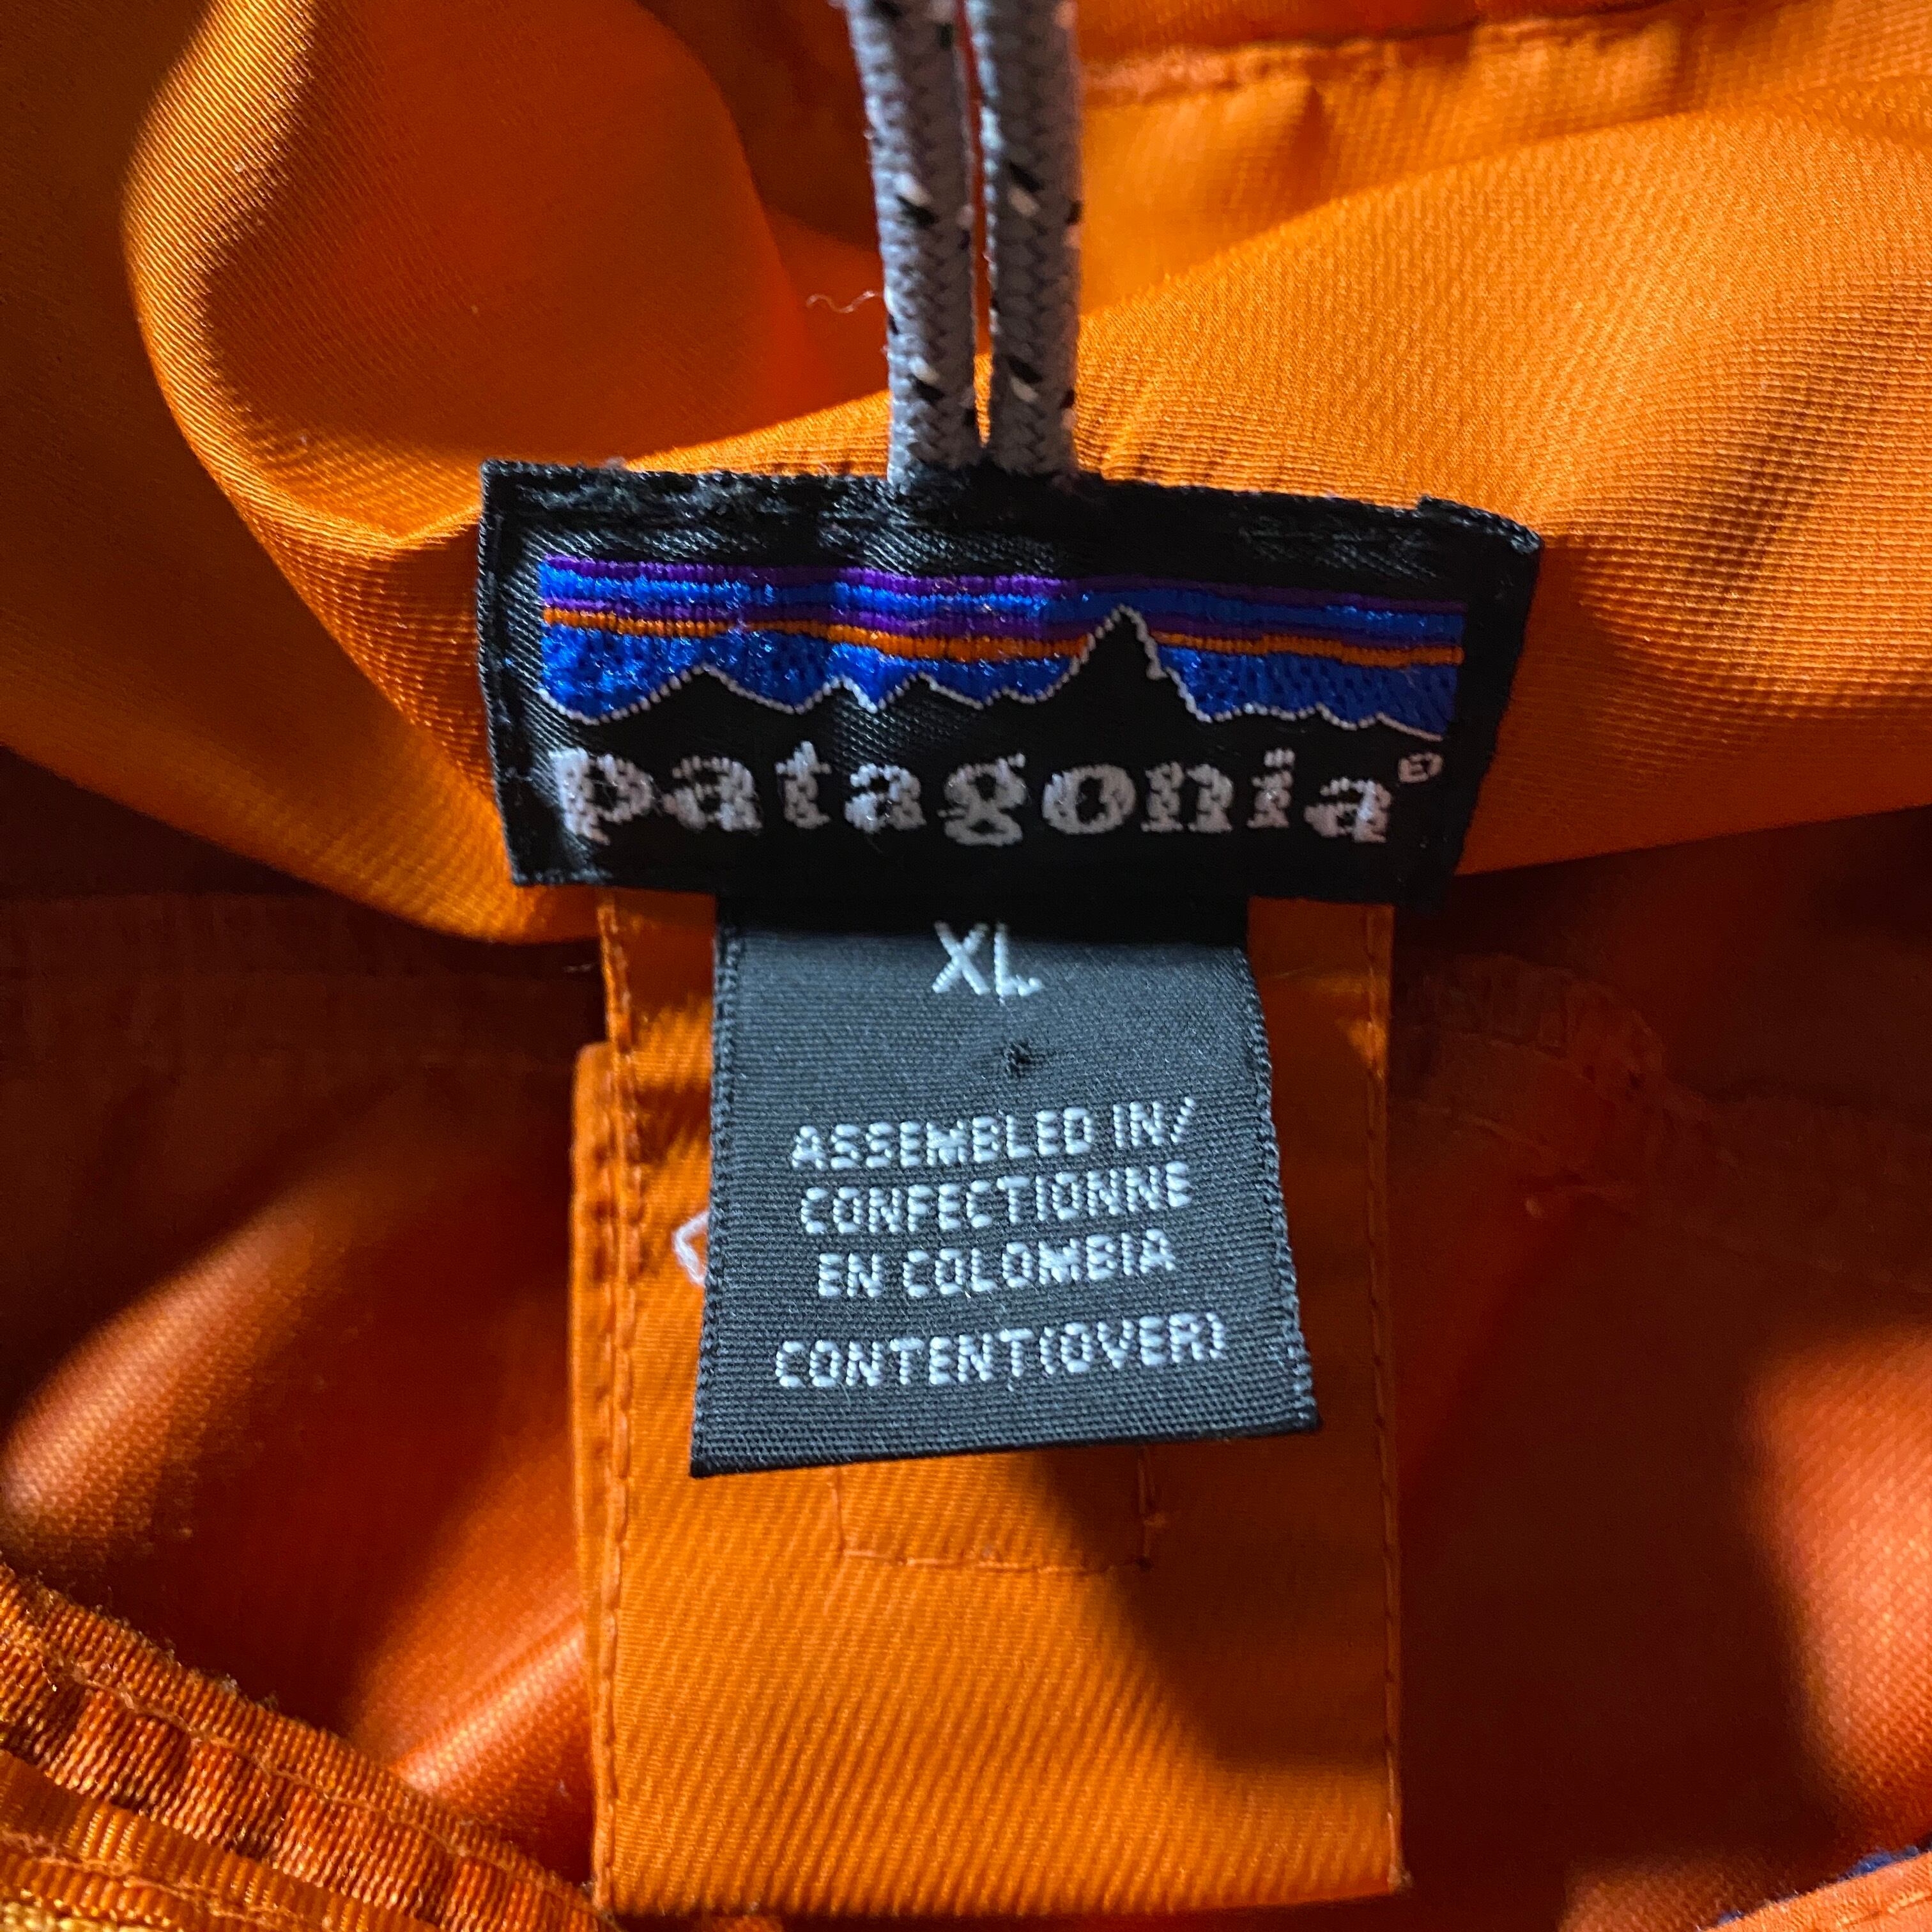 patagonia®
XL
ASSEMBLED IN/
CONFECTIONNE
EN COLOMBIA
CONTENT(OVER)